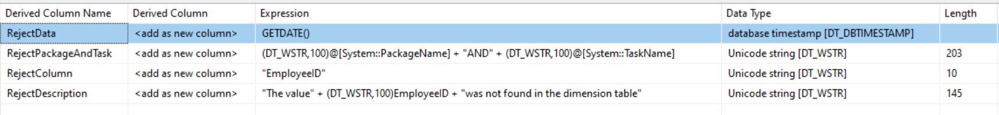 Derived Column Name Derived Column Expression Data Type Length
RejectData <add as new column> GETDATE() database timestamp [DT_DBTIMESTAMP]
RejectPackageAndTask <add as new column> (DT_WSTR,100)@[System::PackageName] + "AND" + (DT_WSTR,100)@[System::TaskName] Unicode string [DT_WSTR] 203
RejectColumn <add as new column> "EmployeeID" Unicode string [DT_WSTR] 10
RejectDescription <add as new column> "The value" + (DT_WSTR,100)EmployeeID + "was not found in the dimension table" Unicode string [DT_WSTR] 145